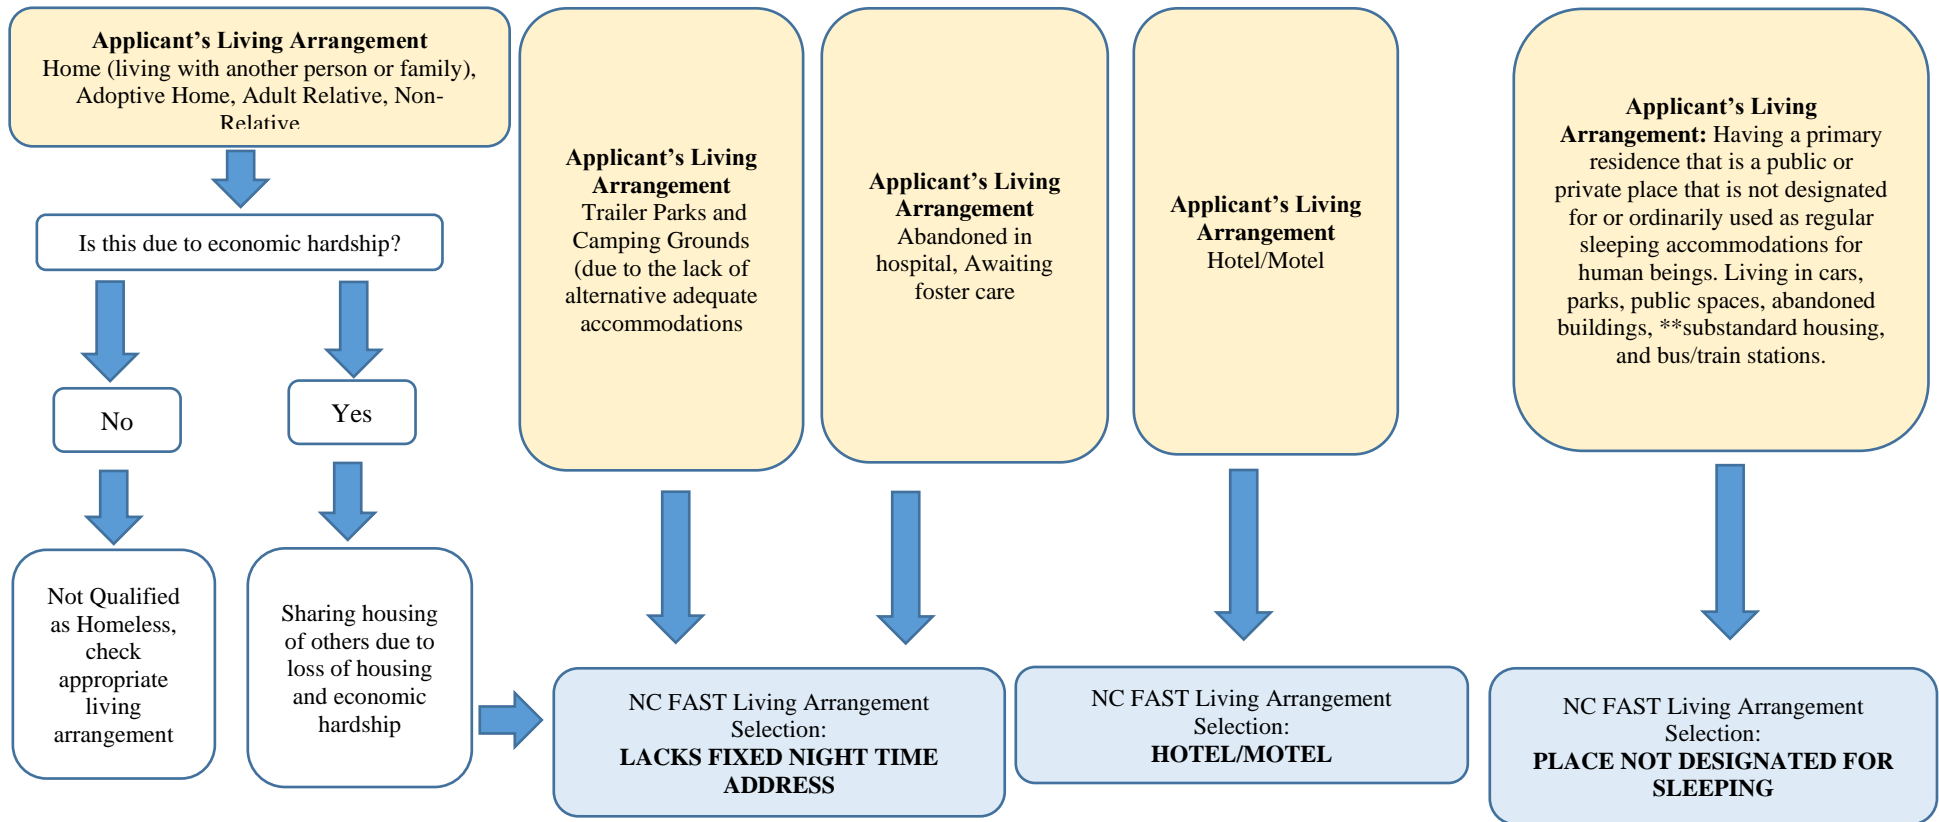 Applicant’s Living Arrangement
Home (living with another person or family),
Adoptive Home, Adult Relative, Non-
Relative
Is this due to economic hardship?
No
Yes
Not Qualified
as Homeless,
check
appropriate
living
arrangement
Sharing housing
of others due to
loss of housing
and economic
hardship
Applicant’s Living
Arrangement
Trailer Parks and
Camping Grounds
(due to the lack of
alternative adequate
accommodations
Applicant’s Living
Arrangement
Abandoned in
hospital, Awaiting
foster care
NC FAST Living Arrangement
Selection:
LACKS FIXED NIGHT TIME
ADDRESS
Applicant’s Living
Arrangement
Hotel/Motel
NC FAST Living Arrangement
Selection:
HOTEL/MOTEL
Applicant’s Living
Arrangement: Having a primary
residence that is a public or
private place that is not designated
for or ordinarily used as regular
sleeping accommodations for
human beings. Living in cars,
parks, public spaces, abandoned
buildings, **substandard housing,
and bus/train stations.
NC FAST Living Arrangement
Selection:
PLACE NOT DESIGNATED FOR
SLEEPING